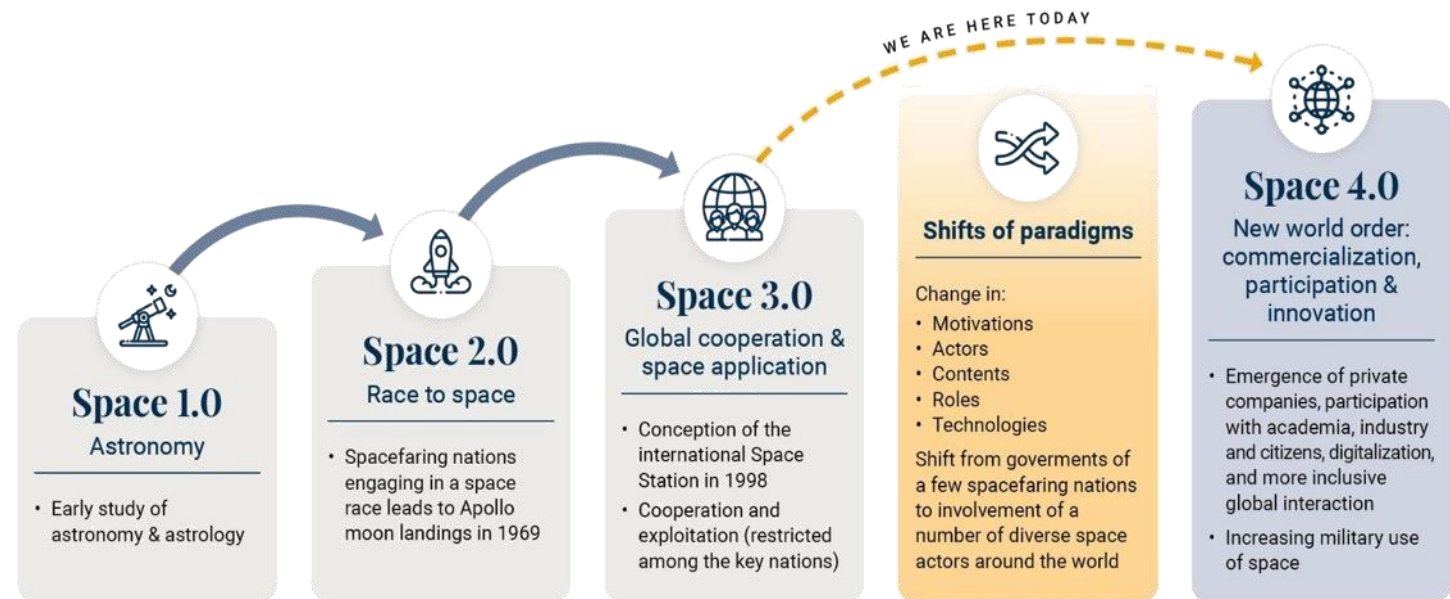 WE ARE HERE TODAY
Space 1.0
Astronomy
• Early study of
astronomy & astrology
Space 2.0
Race to space
• Spacefaring nations
engaging in a space
race leads to Apollo
moon landings in 1969
Space 3.0
Global cooperation &
space application
• Conception of the
international Space
Station in 1998
• Cooperation and
exploitation (restricted
among the key nations)
Shifts of paradigms
Change in:
• Motivations
• Actors
• Contents
• Roles
• Technologies
Shift from goverments of
a few spacefaring nations
to involvement of a
number of diverse space
actors around the world
Space 4.0
New world order:
commercialization,
participation &
innovation
• Emergence of private
companies, participation
with academia, industry
and citizens, digitalization,
and more inclusive
global interaction
• Increasing military use
of space